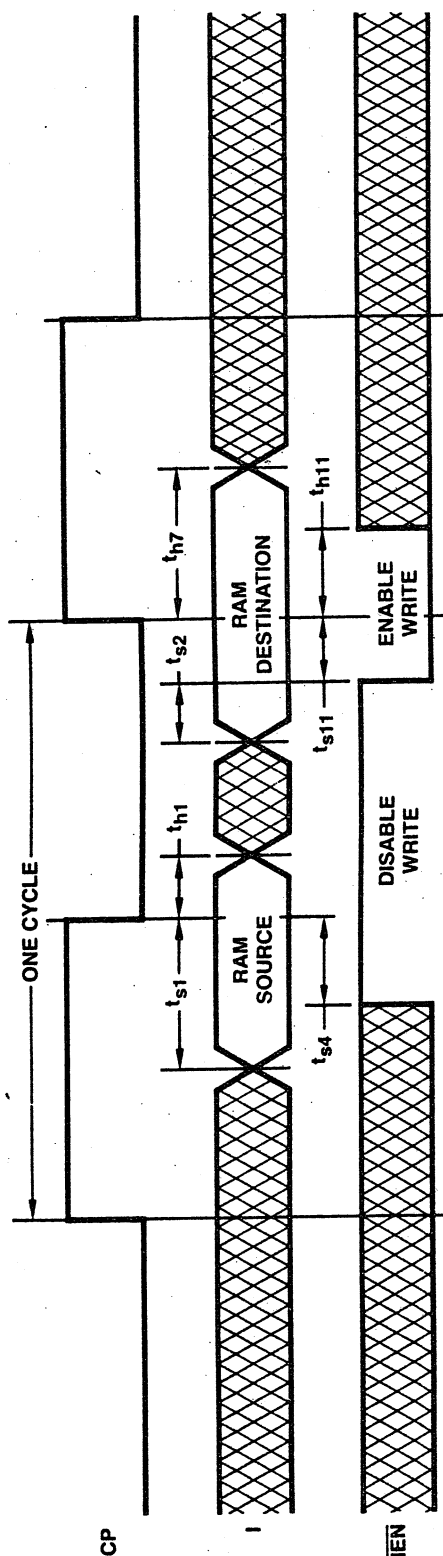 CP
ONE CYCLE
I
t_s1
t_h1
t_s2
t_h7
RAM
SOURCE
RAM
DESTINATION
IEN
t_s4
t_s11
t_h11
DISABLE
WRITE
ENABLE
WRITE